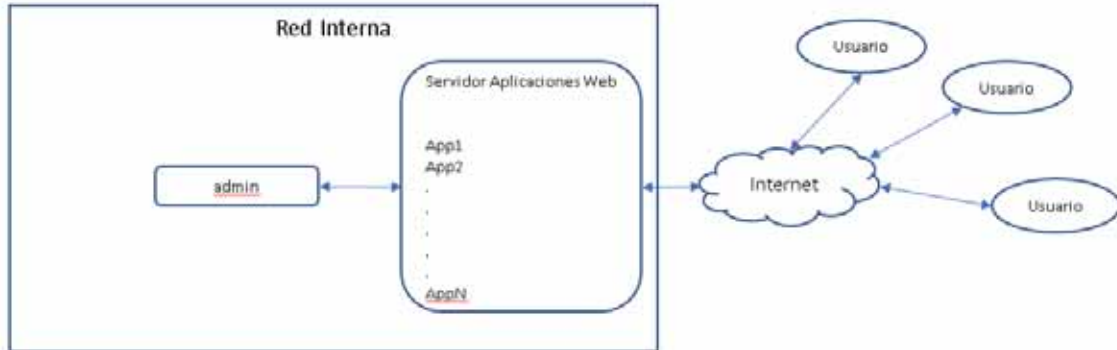 Red Interna
Servidor Aplicaciones Web
App1
App2
.
.
.
.
.
AppN
admin
Internet
Usuario
Usuario
Usuario